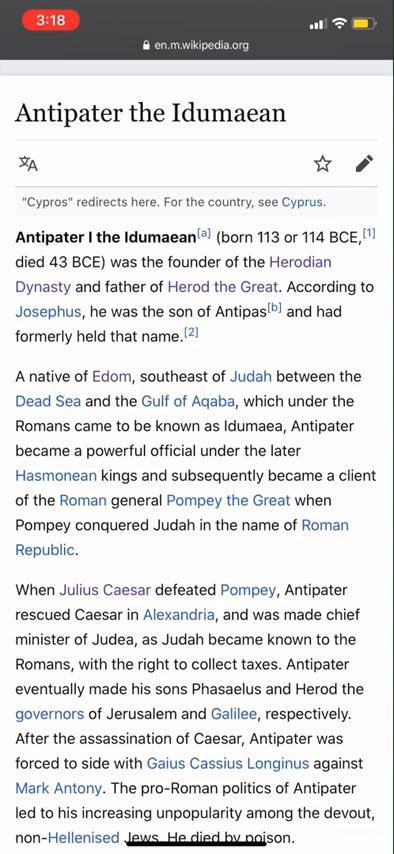 3:18
en.m.wikipedia.org
Antipater the Idumaean
"Cypros" redirects here. For the country, see Cyprus.
Antipater I the Idumaean[a] (born 113 or 114 BCE,[1]
died 43 BCE) was the founder of the Herodian
Dynasty and father of Herod the Great. According to
Josephus, he was the son of Antipas[b] and had
formerly held that name.[2]
A native of Edom, southeast of Judah between the
Dead Sea and the Gulf of Aqaba, which under the
Romans came to be known as Idumaea, Antipater
became a powerful official under the later
Hasmonean kings and subsequently became a client
of the Roman general Pompey the Great when
Pompey conquered Judah in the name of Roman
Republic.
When Julius Caesar defeated Pompey, Antipater
rescued Caesar in Alexandria, and was made chief
minister of Judea, as Judah became known to the
Romans, with the right to collect taxes. Antipater
eventually made his sons Phasaelus and Herod the
governors of Jerusalem and Galilee, respectively.
After the assassination of Caesar, Antipater was
forced to side with Gaius Cassius Longinus against
Mark Antony. The pro-Roman politics of Antipater
led to his increasing unpopularity among the devout,
non-Hellenised Jews. He died by poison.